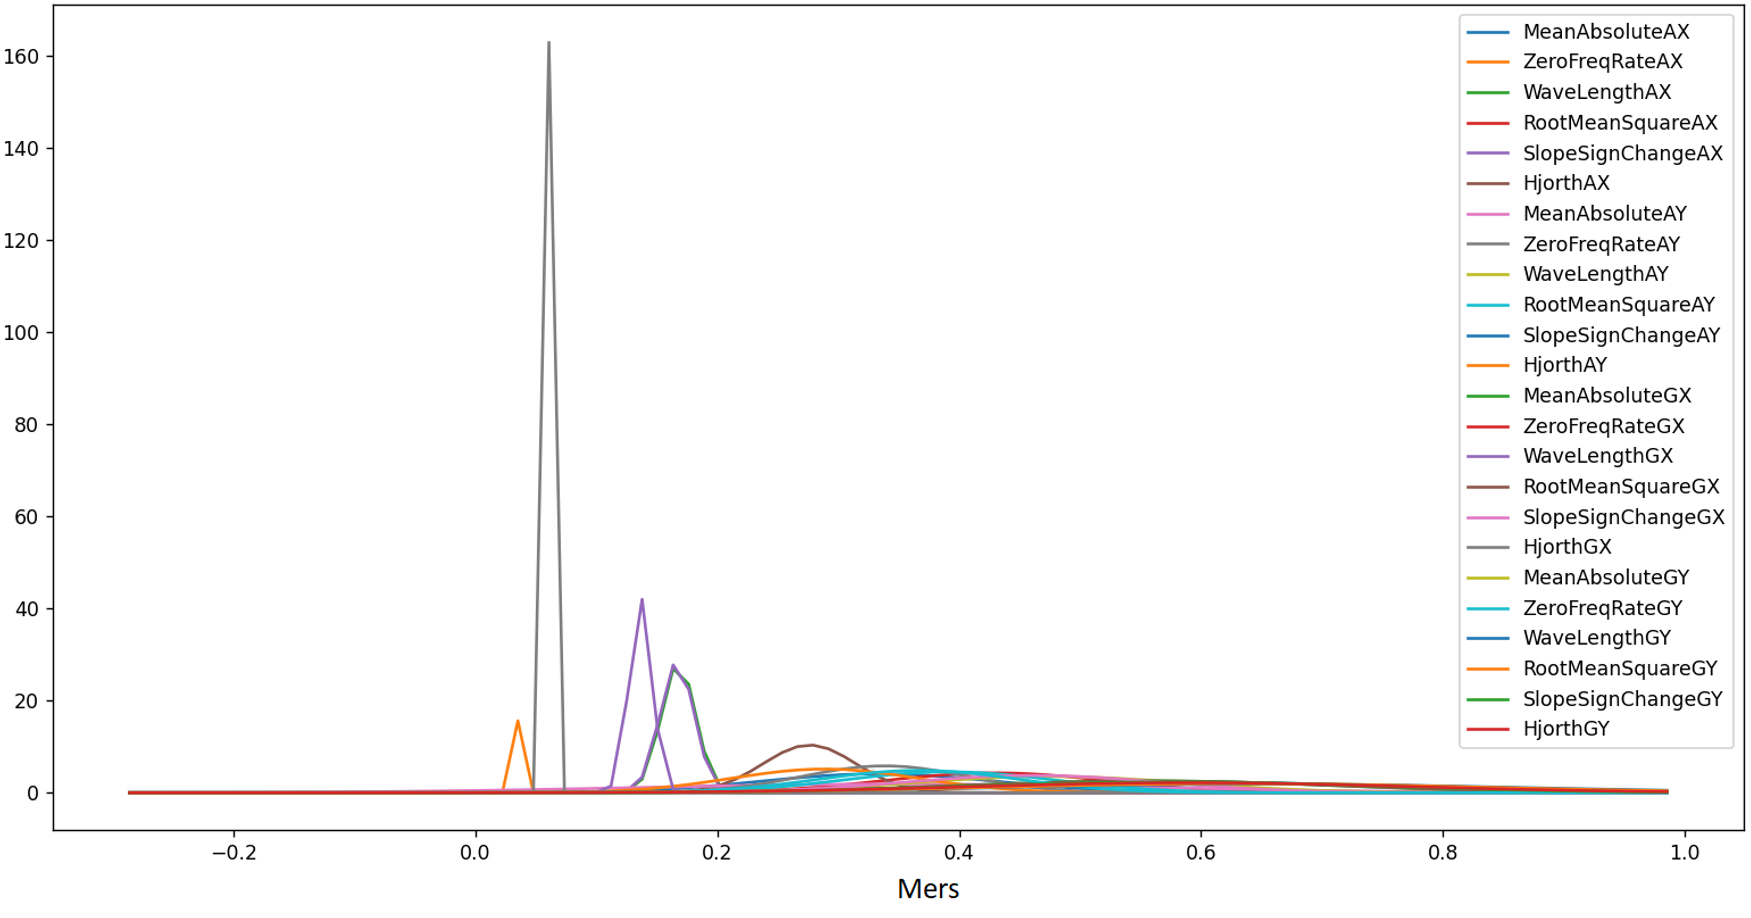 160
140
120
100
80
60
40
20
0
−0.2 0.0 0.2 0.4 0.6 0.8 1.0
Mers
MeanAbsoluteAX
ZeroFreqRateAX
WaveLengthAX
RootMeanSquareAX
SlopeSignChangeAX
HjorthAX
MeanAbsoluteAY
ZeroFreqRateAY
WaveLengthAY
RootMeanSquareAY
SlopeSignChangeAY
HjorthAY
MeanAbsoluteGX
ZeroFreqRateGX
WaveLengthGX
RootMeanSquareGX
SlopeSignChangeGX
HjorthGX
MeanAbsoluteGY
ZeroFreqRateGY
WaveLengthGY
RootMeanSquareGY
SlopeSignChangeGY
HjorthGY